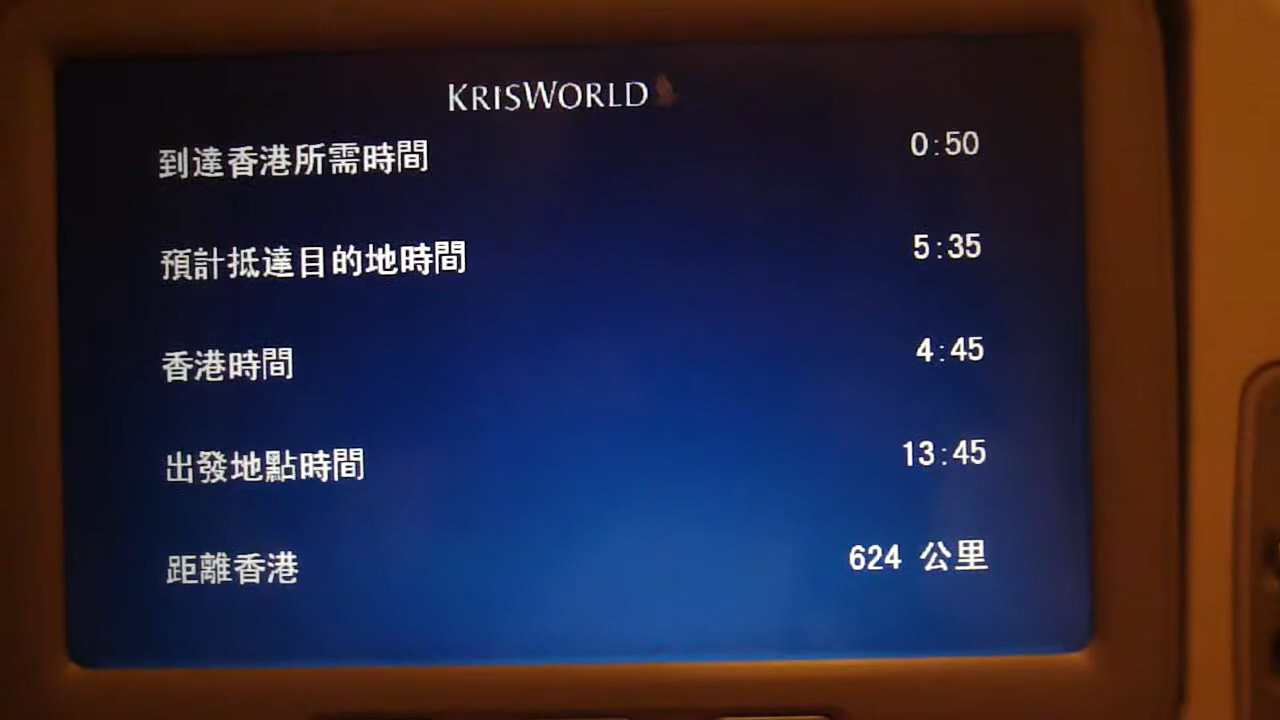 KRISWORLD
到達香港所需時間 0:50
預計抵達目的地時間 5:35
香港時間 4:45
出發地點時間 13:45
距離香港 624 公里